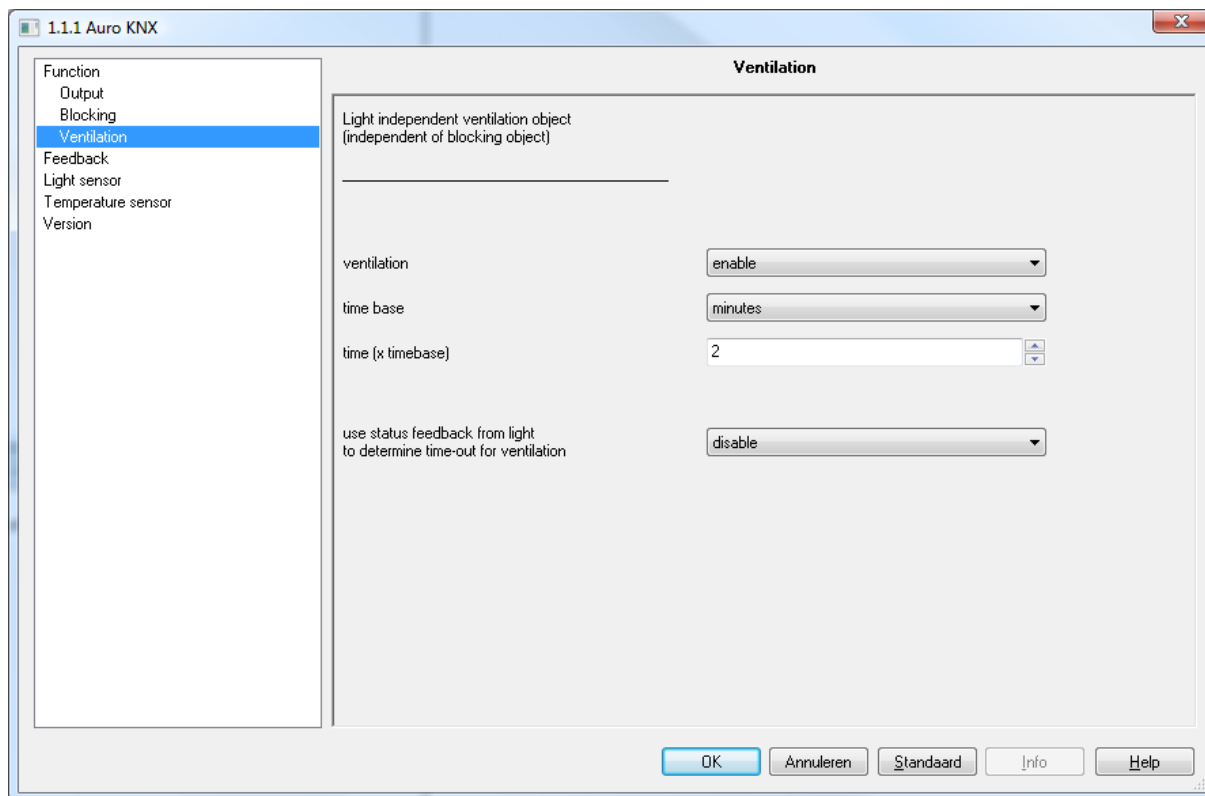 1.1.1 Auro KNX
X
Function
Output
Blocking
Ventilation
Feedback
Light sensor
Temperature sensor
Version
Ventilation
Light independent ventilation object
(independent of blocking object)
ventilation
enable
time base
minutes
time (x timebase)
2
use status feedback from light
to determine time-out for ventilation
disable
OK
Annuleren
Standaard
Info
Help